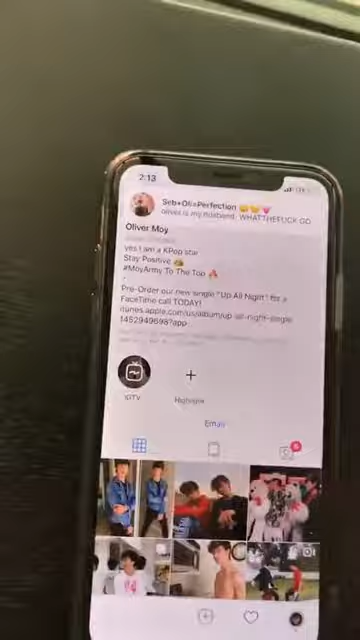 2:13
Seb+Oli=Perfection
oliver is my husband. WHATTHEFUCK GO
Oliver Moy
yes I am a KPop star
Stay Positive
#MoyArmy To The Top
Pre-Order our new single "Up All Night" for a
FaceTime call TODAY!
itunes.apple.com/us/album/up-all-night-single
1452949698?app
IGTV
Highlight
Email